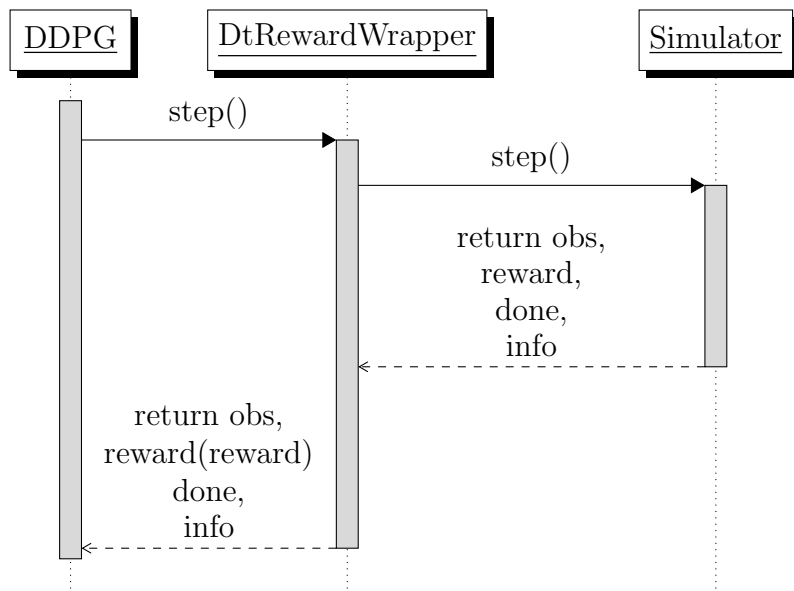 DDPG
DtRewardWrapper
Simulator
step()
step()
return obs,
reward,
done,
info
return obs,
reward(reward)
done,
info